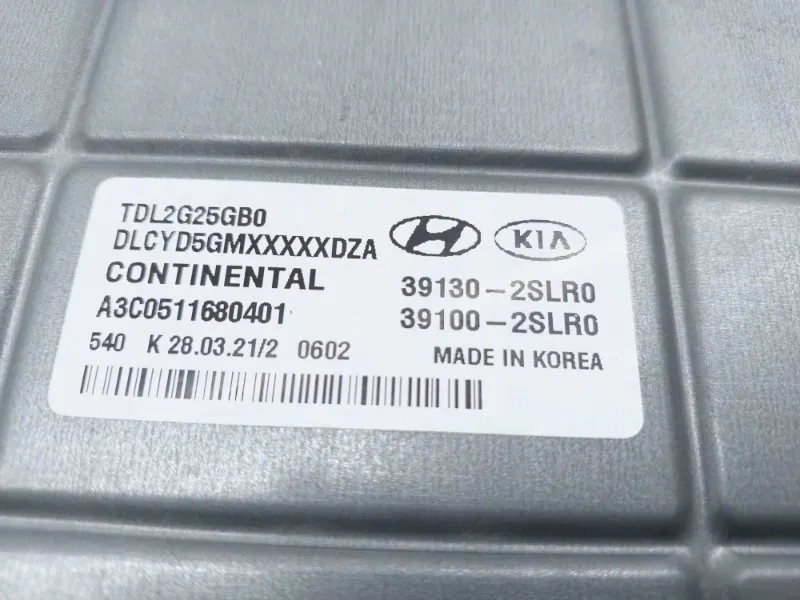 TDL2G25GB0
DLCYD5GMXXXXXDZA
CONTINENTAL
A3C0511680401
540 K 28.03.21/2 0602
KIA
39130-2SLR0
39100-2SLR0
MADE IN KOREA